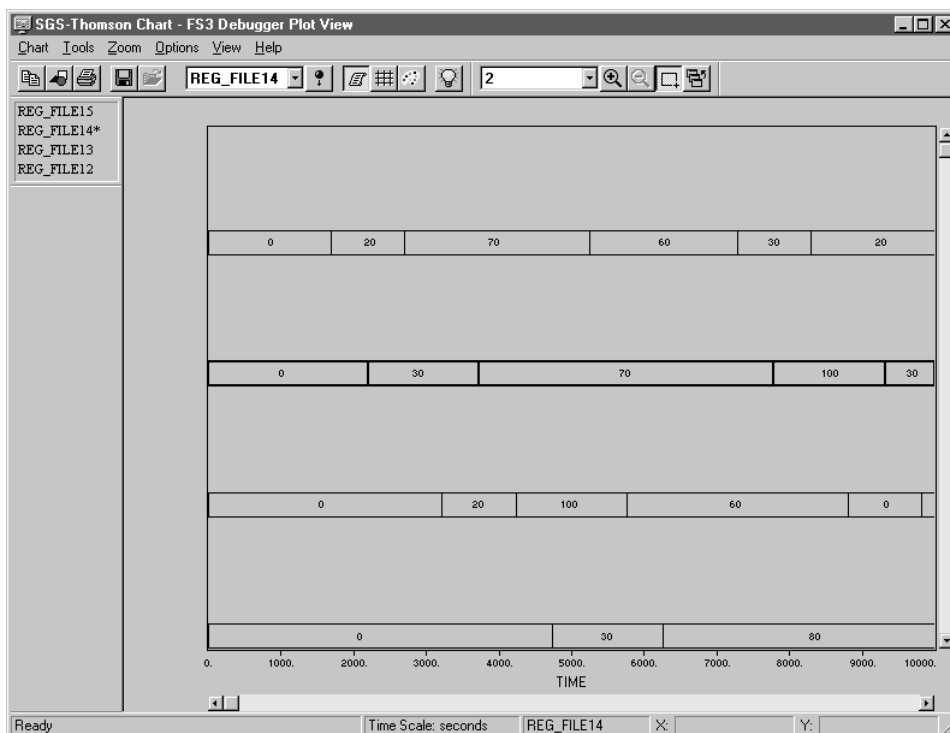 SGS-Thomson Chart - FS3 Debugger Plot View
Chart Tools Zoom Options View Help
REG_FILE14 2
REG_FILE15
REG_FILE14*
REG_FILE13
REG_FILE12
0 20 70 60 30 20
0 30 70 100 30
0 20 100 60 0
0 30 80
0. 1000. 2000. 3000. 4000. 5000. 6000. 7000. 8000. 9000. 10000.
TIME
Ready Time Scale: seconds REG_FILE14 X: Y: